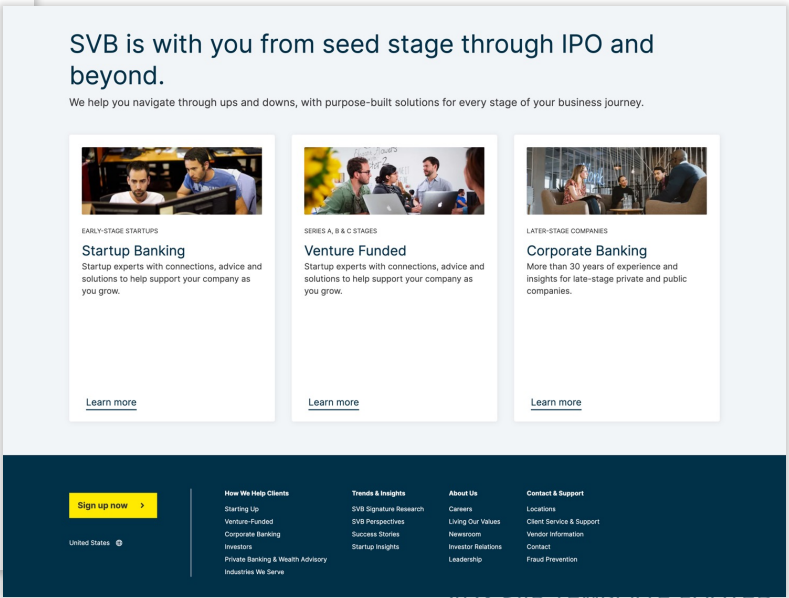 SVB is with you from seed stage through IPO and
beyond.
We help you navigate through ups and downs, with purpose-built solutions for every stage of your business journey.
EARLY-STAGE STARTUPS
Startup Banking
Startup experts with connections, advice and
solutions to help support your company as
you grow.
Learn more
SERIES A, B & C STAGES
Venture Funded
Startup experts with connections, advice and
solutions to help support your company as
you grow.
Learn more
LATER-STAGE COMPANIES
Corporate Banking
More than 30 years of experience and
insights for late-stage private and public
companies.
Learn more
Sign up now
United States
How We Help Clients
Starting Up
Venture-Funded
Corporate Banking
Investors
Private Banking & Wealth Advisory
Industries We Serve
Trends & Insights
SVB Signature Research
SVB Perspectives
Success Stories
Startup Insights
About Us
Careers
Living Our Values
Newsroom
Investor Relations
Leadership
Contact & Support
Locations
Client Service & Support
Vendor Information
Contact
Fraud Prevention